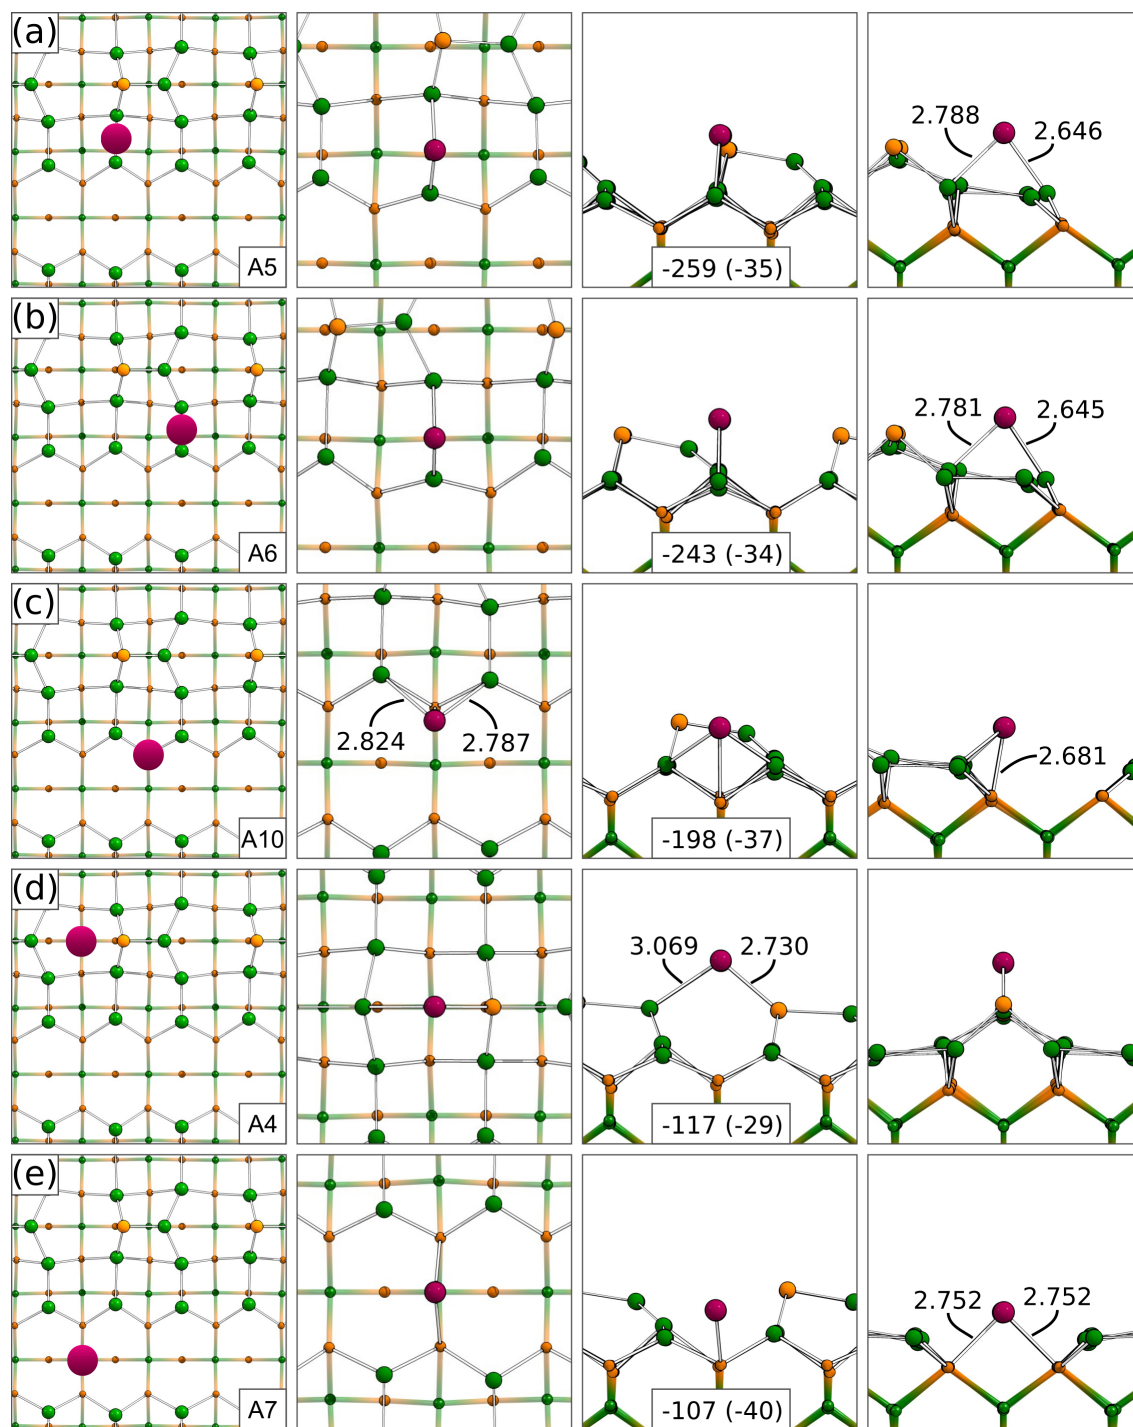 (a)
A5
-259 (-35)
2.788
2.646
(b)
A6
-243 (-34)
2.781
2.645
(c)
A10
2.824
2.787
-198 (-37)
2.681
(d)
A4
3.069
2.730
-117 (-29)
(e)
A7
-107 (-40)
2.752
2.752